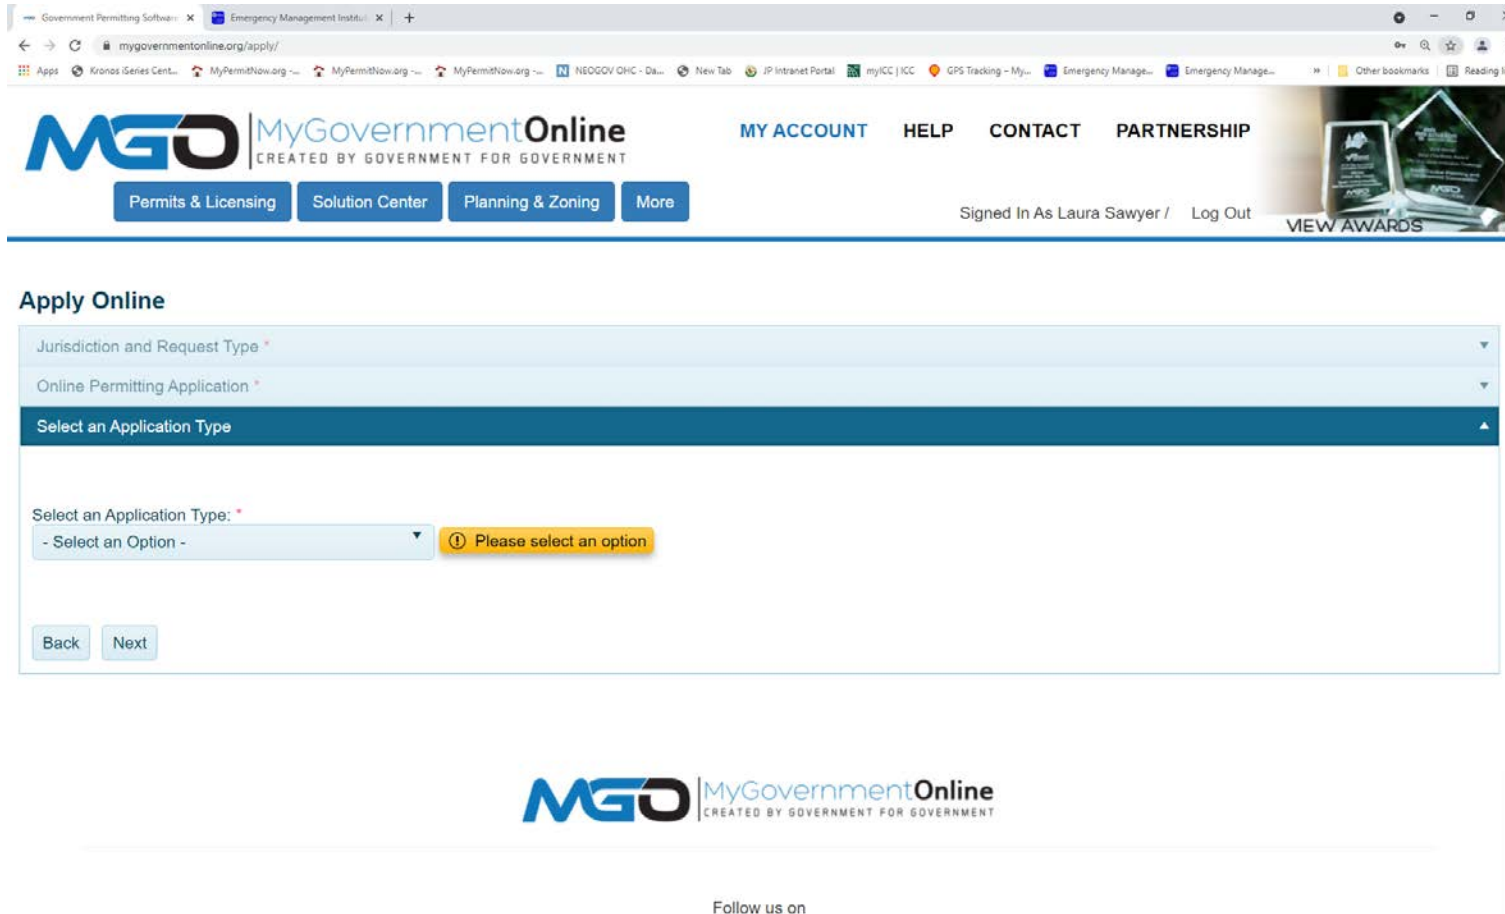 Government Permitting Softwar
Emergency Management Institut
mygovernmentonline.org/apply/
Apps
Kronos iSeries Cent...
MyPermitNow.org -...
MyPermitNow.org -...
MyPermitNow.org -...
NEOGOV OHC - Da...
New Tab
JP Intranet Portal
myICC | ICC
GPS Tracking – My...
Emergency Manage...
Emergency Manage...
Other bookmarks
Reading li
MGO MyGovernmentOnline
CREATED BY GOVERNMENT FOR GOVERNMENT
MY ACCOUNT
HELP
CONTACT
PARTNERSHIP
Permits & Licensing
Solution Center
Planning & Zoning
More
Signed In As Laura Sawyer / Log Out
VIEW AWARDS
Apply Online
Jurisdiction and Request Type *
Online Permitting Application *
Select an Application Type
Select an Application Type: *
- Select an Option -
Please select an option
Back
Next
MGO MyGovernmentOnline
CREATED BY GOVERNMENT FOR GOVERNMENT
Follow us on